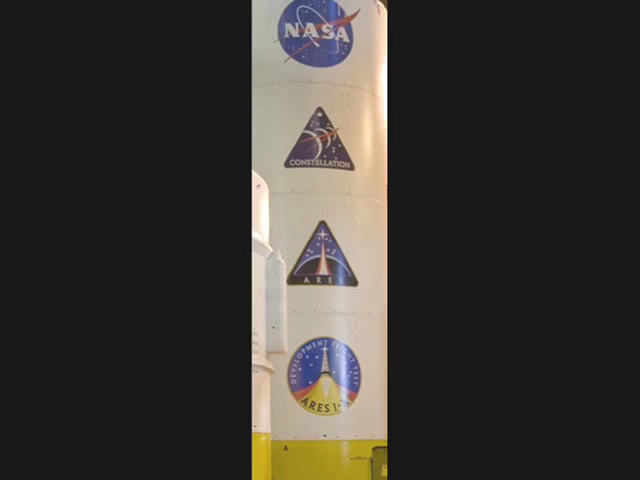 NASA
CONSTELLATION
ARES
DEVELOPMENT FLIGHT TEST
ARES I-X